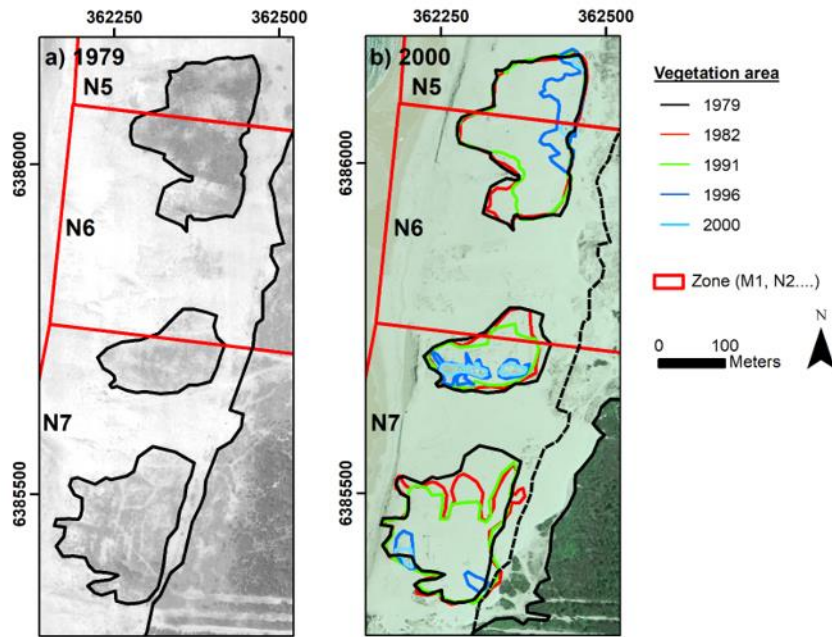 362250 362500 362250 362500
a) 1979
b) 2000
N5
N5
6386000
6386000
N6
N6
N7
N7
6385500
6385500
Vegetation area
1979
1982
1991
1996
2000
Zone (M1, N2....)
N
0 100
Meters